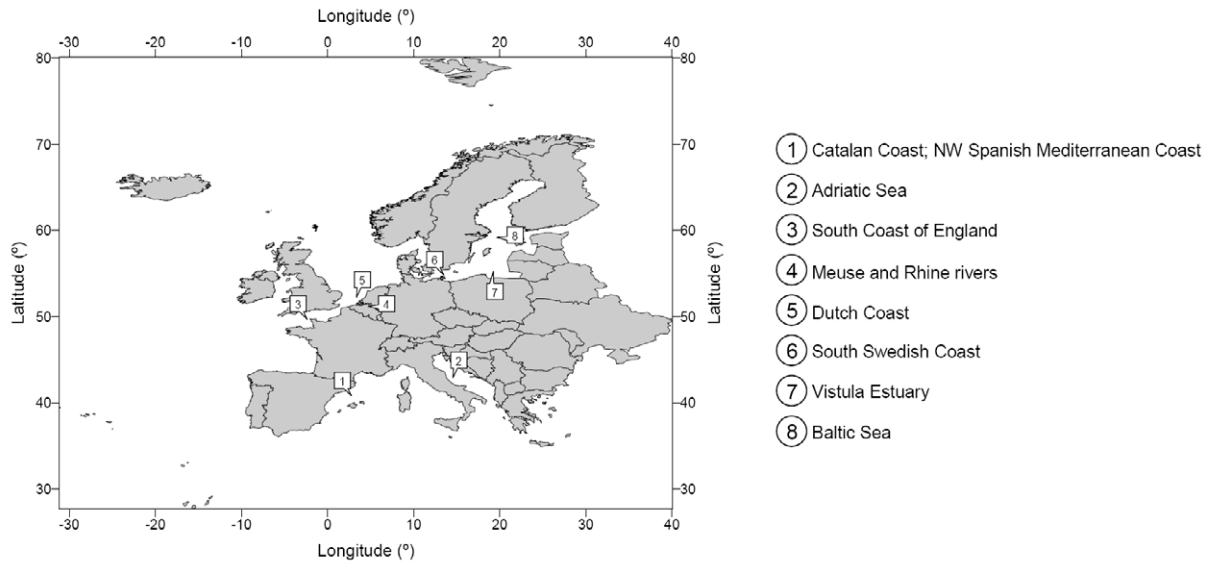 Longitude (º)
-30 -20 -10 0 10 20 30 40
80 80
70 70
60 60
50 50
40 40
30 30
Latitude (º)
Latitude (º)
8
6
5
7
3
4
2
1
-30 -20 -10 0 10 20 30 40
Longitude (º)
1 Catalan Coast; NW Spanish Mediterranean Coast
2 Adriatic Sea
3 South Coast of England
4 Meuse and Rhine rivers
5 Dutch Coast
6 South Swedish Coast
7 Vistula Estuary
8 Baltic Sea